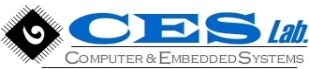 CES Lab.
COMPUTER & EMBEDDED SYSTEMS